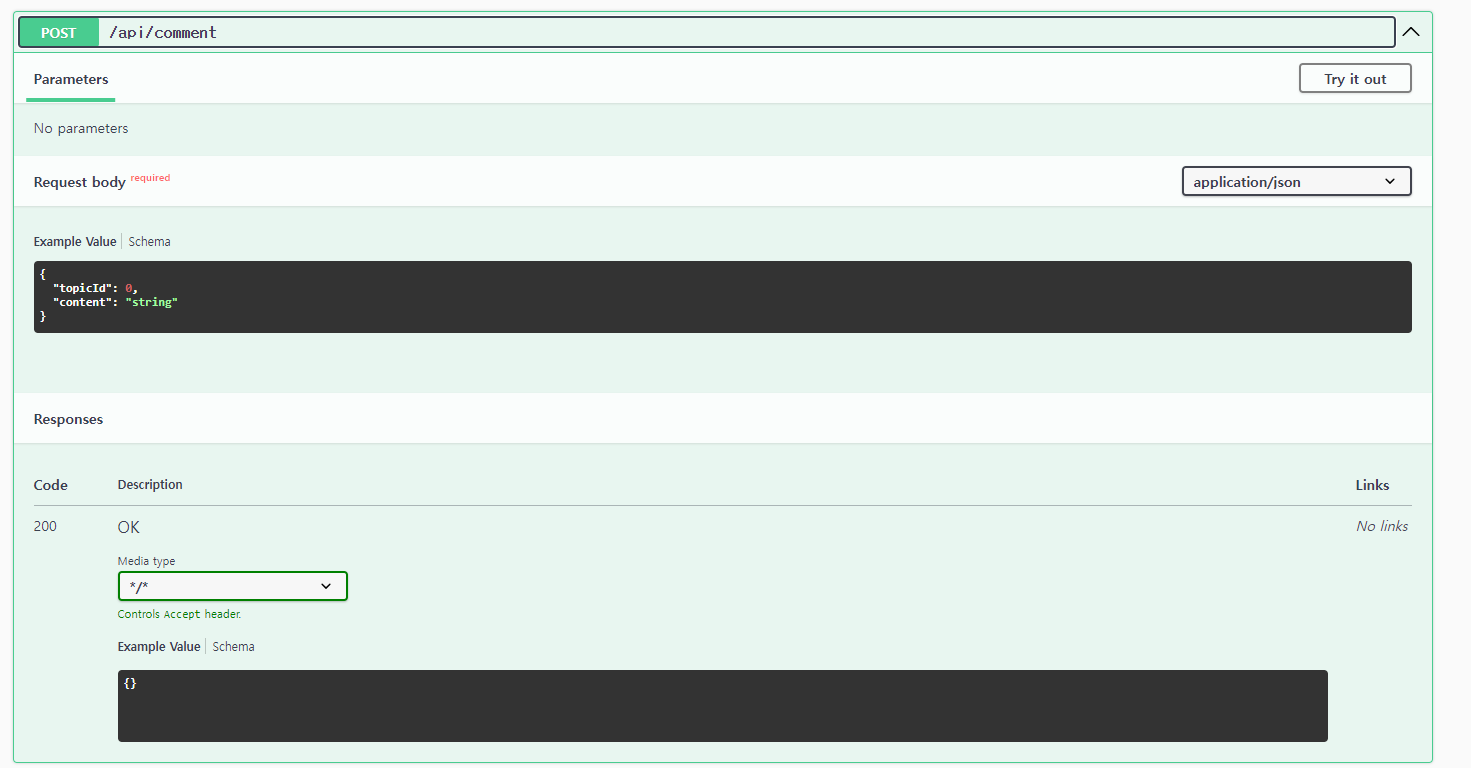 POST /api/comment
Parameters
Try it out
No parameters
Request body required
application/json
Example Value Schema
{
"topicId": 0,
"content": "string"
}
Responses
Code Description Links
200 OK No links
Media type
*/*
Controls Accept header.
Example Value Schema
{}